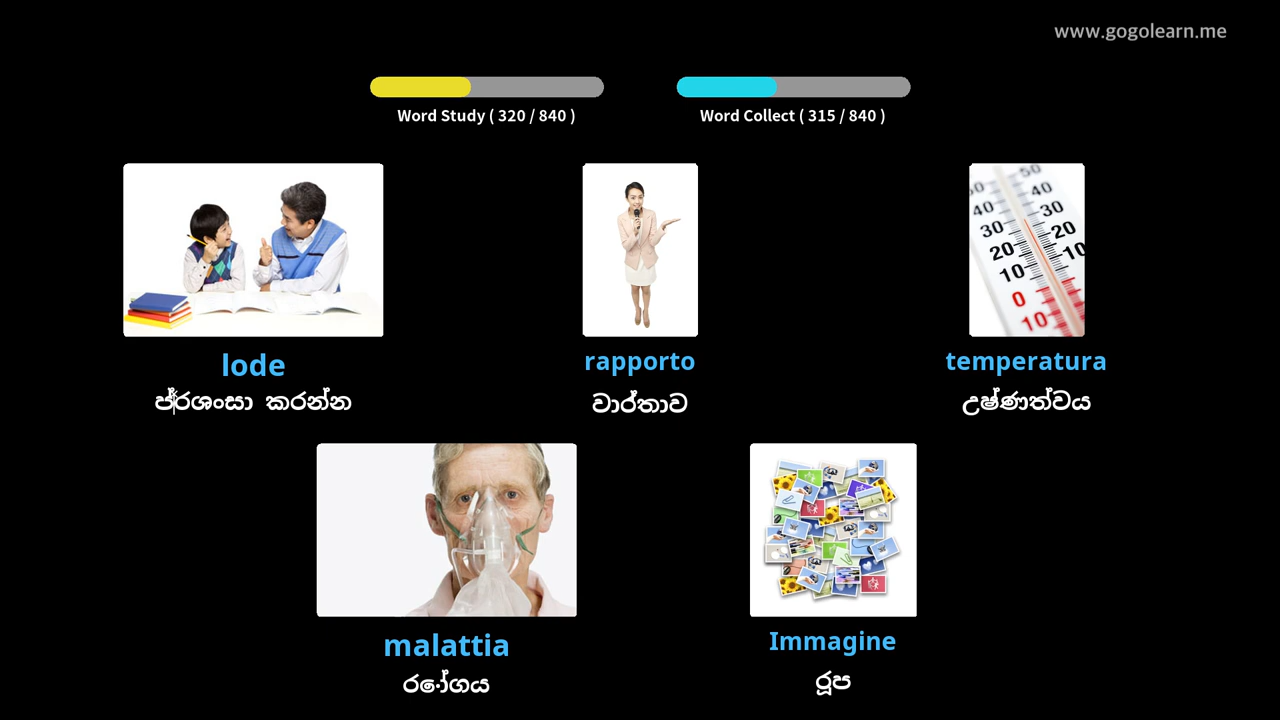 www.gogolearn.me
Word Study ( 320 / 840 )
Word Collect ( 315 / 840 )
lode
ප්රශංසා කරන්න
rapporto
වාර්තාව
temperatura
උෂ්ණත්වය
malattia
රෝගය
Immagine
රූප